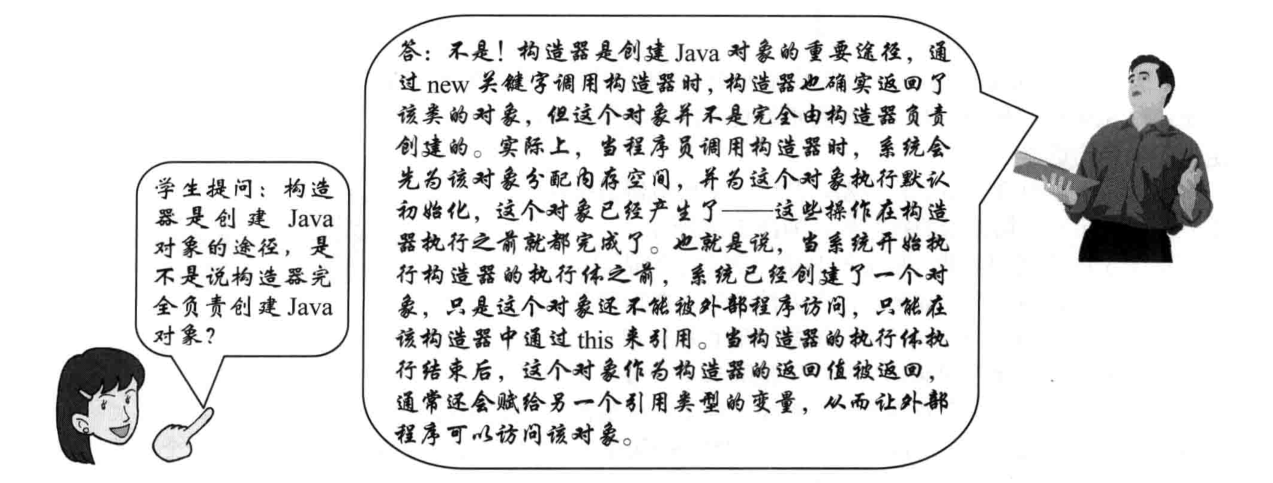 学生提问：构造
器是创建 Java
对象的途径，是
不是说构造器完
全负责创建 Java
对象？
答：不是！构造器是创建 Java 对象的重要途径，通
过 new 关键字调用构造器时，构造器也确实返回了
该类的对象，但这个对象并不是完全由构造器负责
创建的。实际上，当程序员调用构造器时，系统会
先为该对象分配内存空间，并为这个对象执行默认
初始化，这个对象已经产生了——这些操作在构造
器执行之前就都完成了。也就是说，当系统开始执
行构造器的执行体之前，系统已经创建了一个对
象，只是这个对象还不能被外部程序访问，只能在
该构造器中通过 this 来引用。当构造器的执行体执
行结束后，这个对象作为构造器的返回值被返回，
通常还会赋给另一个引用类型的变量，从而让外部
程序可以访问该对象。